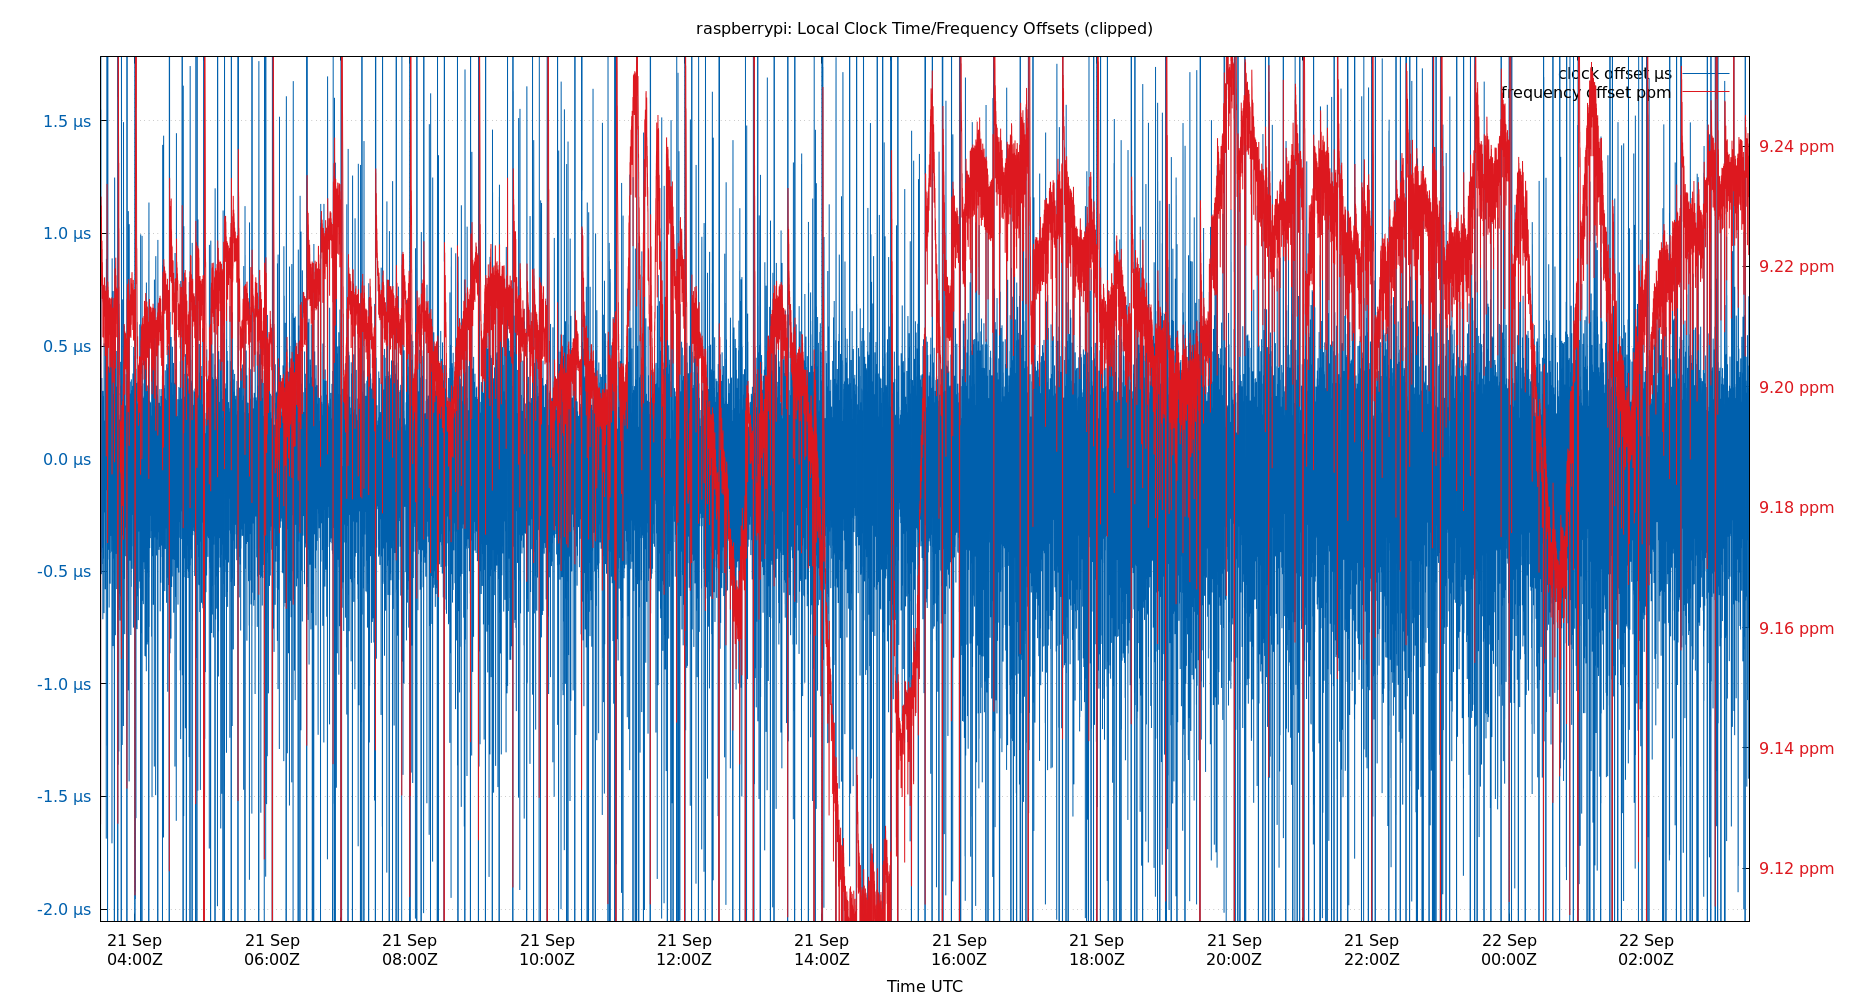 raspberrypi: Local Clock Time/Frequency Offsets (clipped)
clock offset µs
frequency offset ppm
1.5 µs
1.0 µs
0.5 µs
0.0 µs
-0.5 µs
-1.0 µs
-1.5 µs
-2.0 µs
9.24 ppm
9.22 ppm
9.20 ppm
9.18 ppm
9.16 ppm
9.14 ppm
9.12 ppm
21 Sep 21 Sep 21 Sep 21 Sep 21 Sep 21 Sep 21 Sep 21 Sep 21 Sep 21 Sep 22 Sep 22 Sep
04:00Z 06:00Z 08:00Z 10:00Z 12:00Z 14:00Z 16:00Z 18:00Z 20:00Z 22:00Z 00:00Z 02:00Z
Time UTC